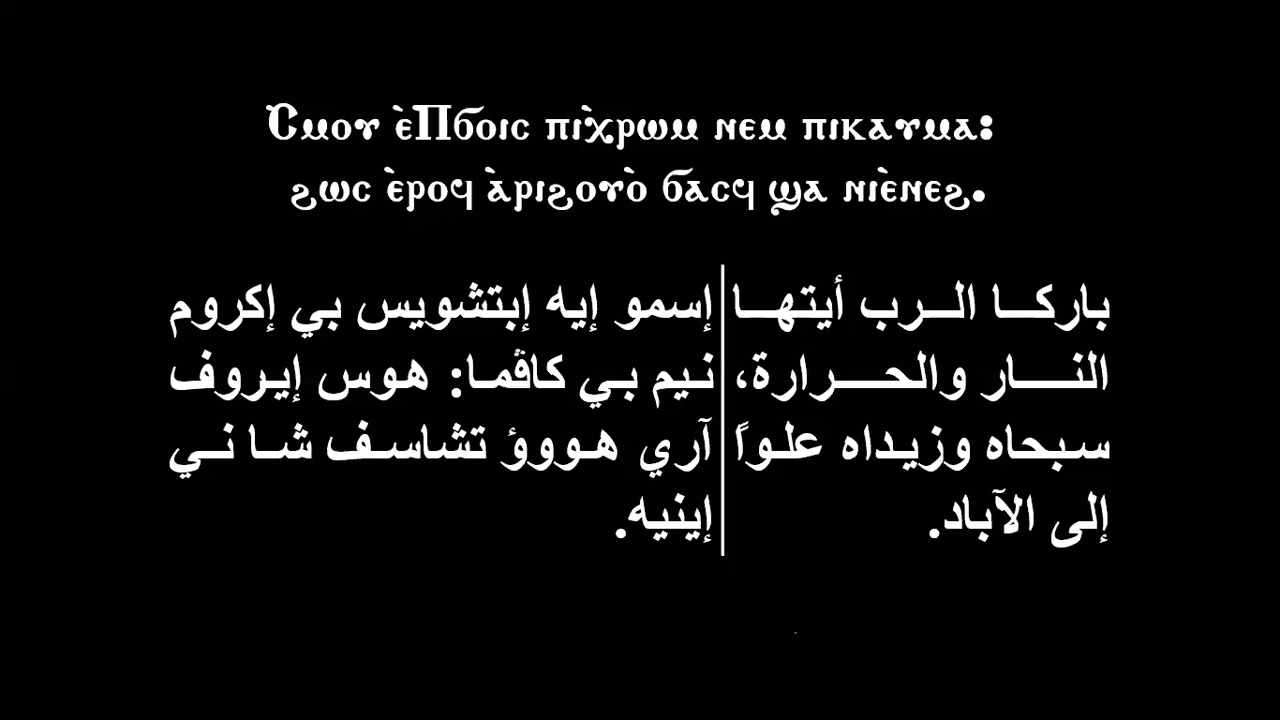 Ⲥⲙⲟⲩ ⲉ̀Ⲡϭⲟⲓⲥ ⲡⲓⲭ̀ⲣⲱⲙ ⲛⲉⲙ ⲡⲓⲕⲁⲩⲙⲁ:
ϩⲱⲥ ⲉ̀ⲣⲟϥ ⲁ̀ⲣⲓϩⲟⲩⲟ̀ ϭⲁⲥϥ ϣⲁ ⲛⲓⲉ̀ⲛⲉϩ.
باركا الرب أيتها
النار والحرارة،
سبحاه وزيداه علواً
إلى الآباد.
إسمو إيه إبتشويس بي إكروم
نيم بي كاڤما: هوس إيروف
آري هووؤ تشاسف شا ني
إينيه.